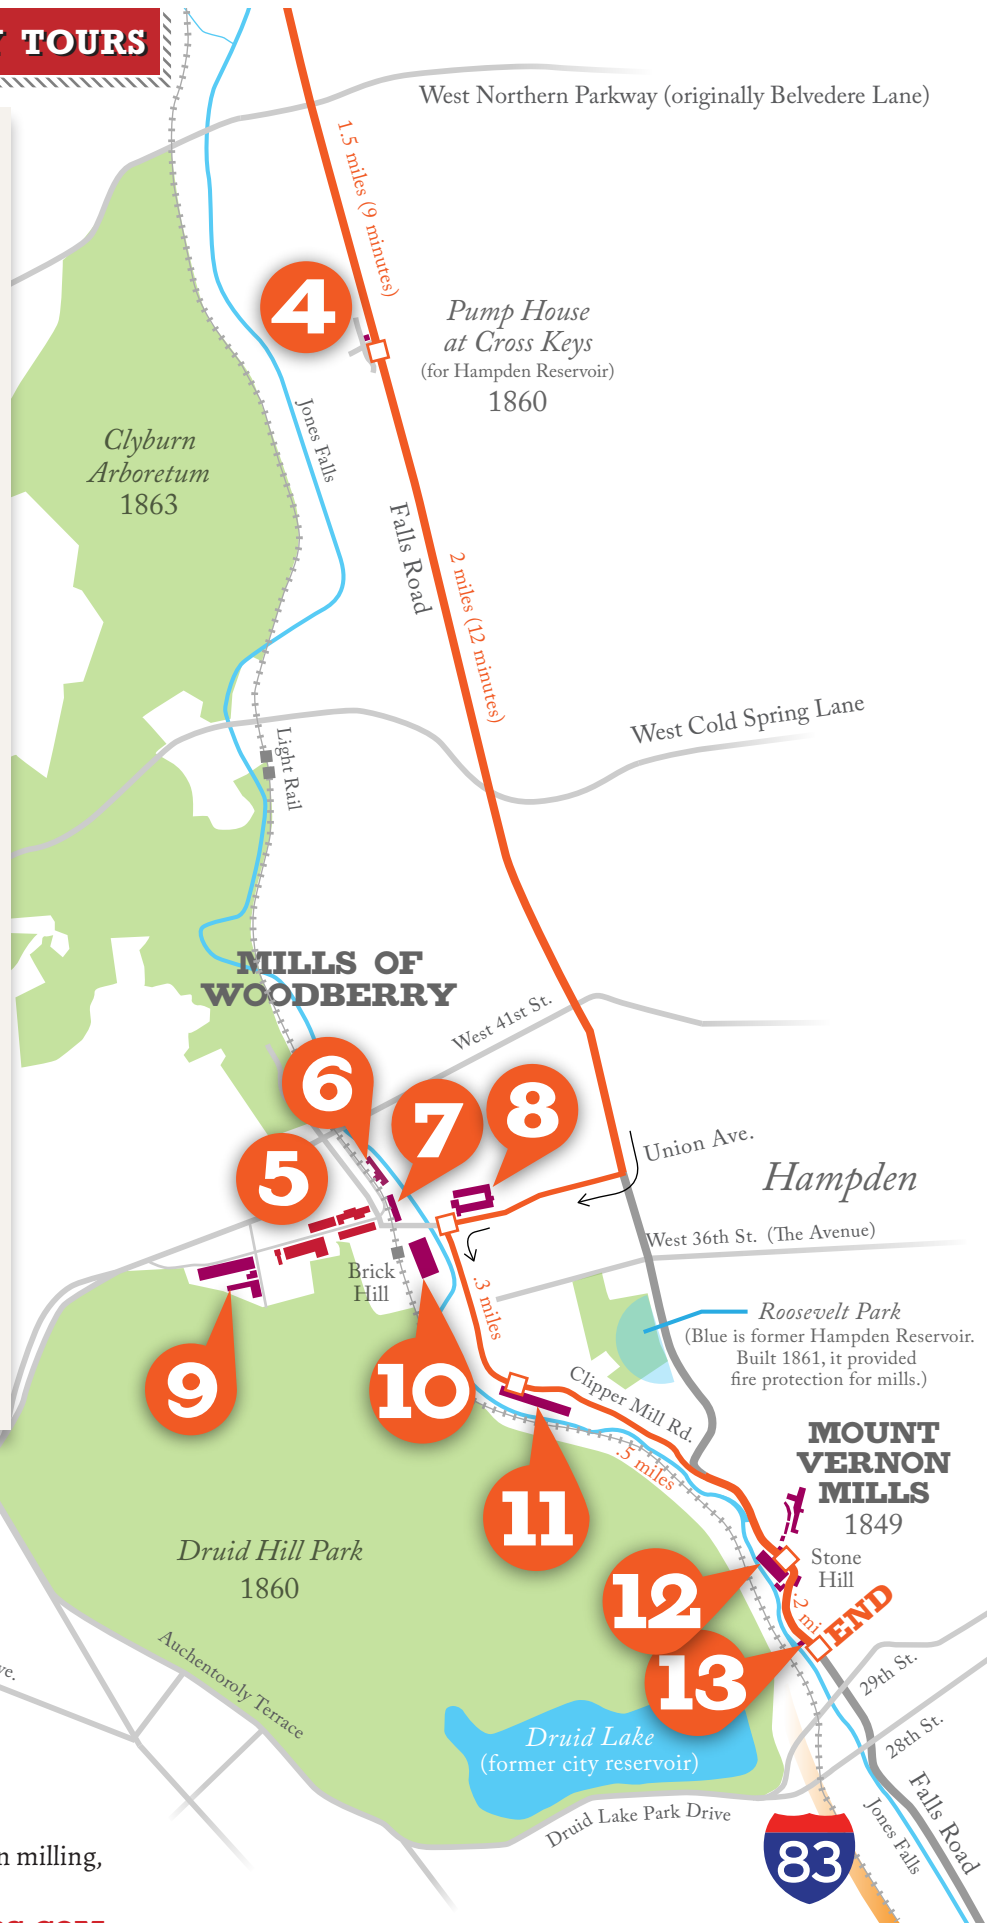 TOURS
West Northern Parkway (originally Belvedere Lane)
1.5 miles (9 minutes)
4
Pump House
at Cross Keys
(for Hampden Reservoir)
1860
Jones Falls
Clyburn
Arboretum
1863
Falls Road
2 miles (12 minutes)
West Cold Spring Lane
Light Rail
MILLS OF
WOODBERRY
West 41st St.
6
7
8
5
Union Ave.
Hampden
West 36th St. (The Avenue)
Brick
Hill
.3 miles
Roosevelt Park
(Blue is former Hampden Reservoir.
Built 1861, it provided
fire protection for mills.)
9
10
Clipper Mill Rd.
.5 miles
MOUNT
VERNON
MILLS
1849
11
Druid Hill Park
1860
Stone
Hill
12
.2 mi
END
13
29th St.
28th St.
ve.
Auchentoroly Terrace
Druid Lake
(former city reservoir)
Druid Lake Park Drive
Falls Road
Jones Falls
83
n milling,